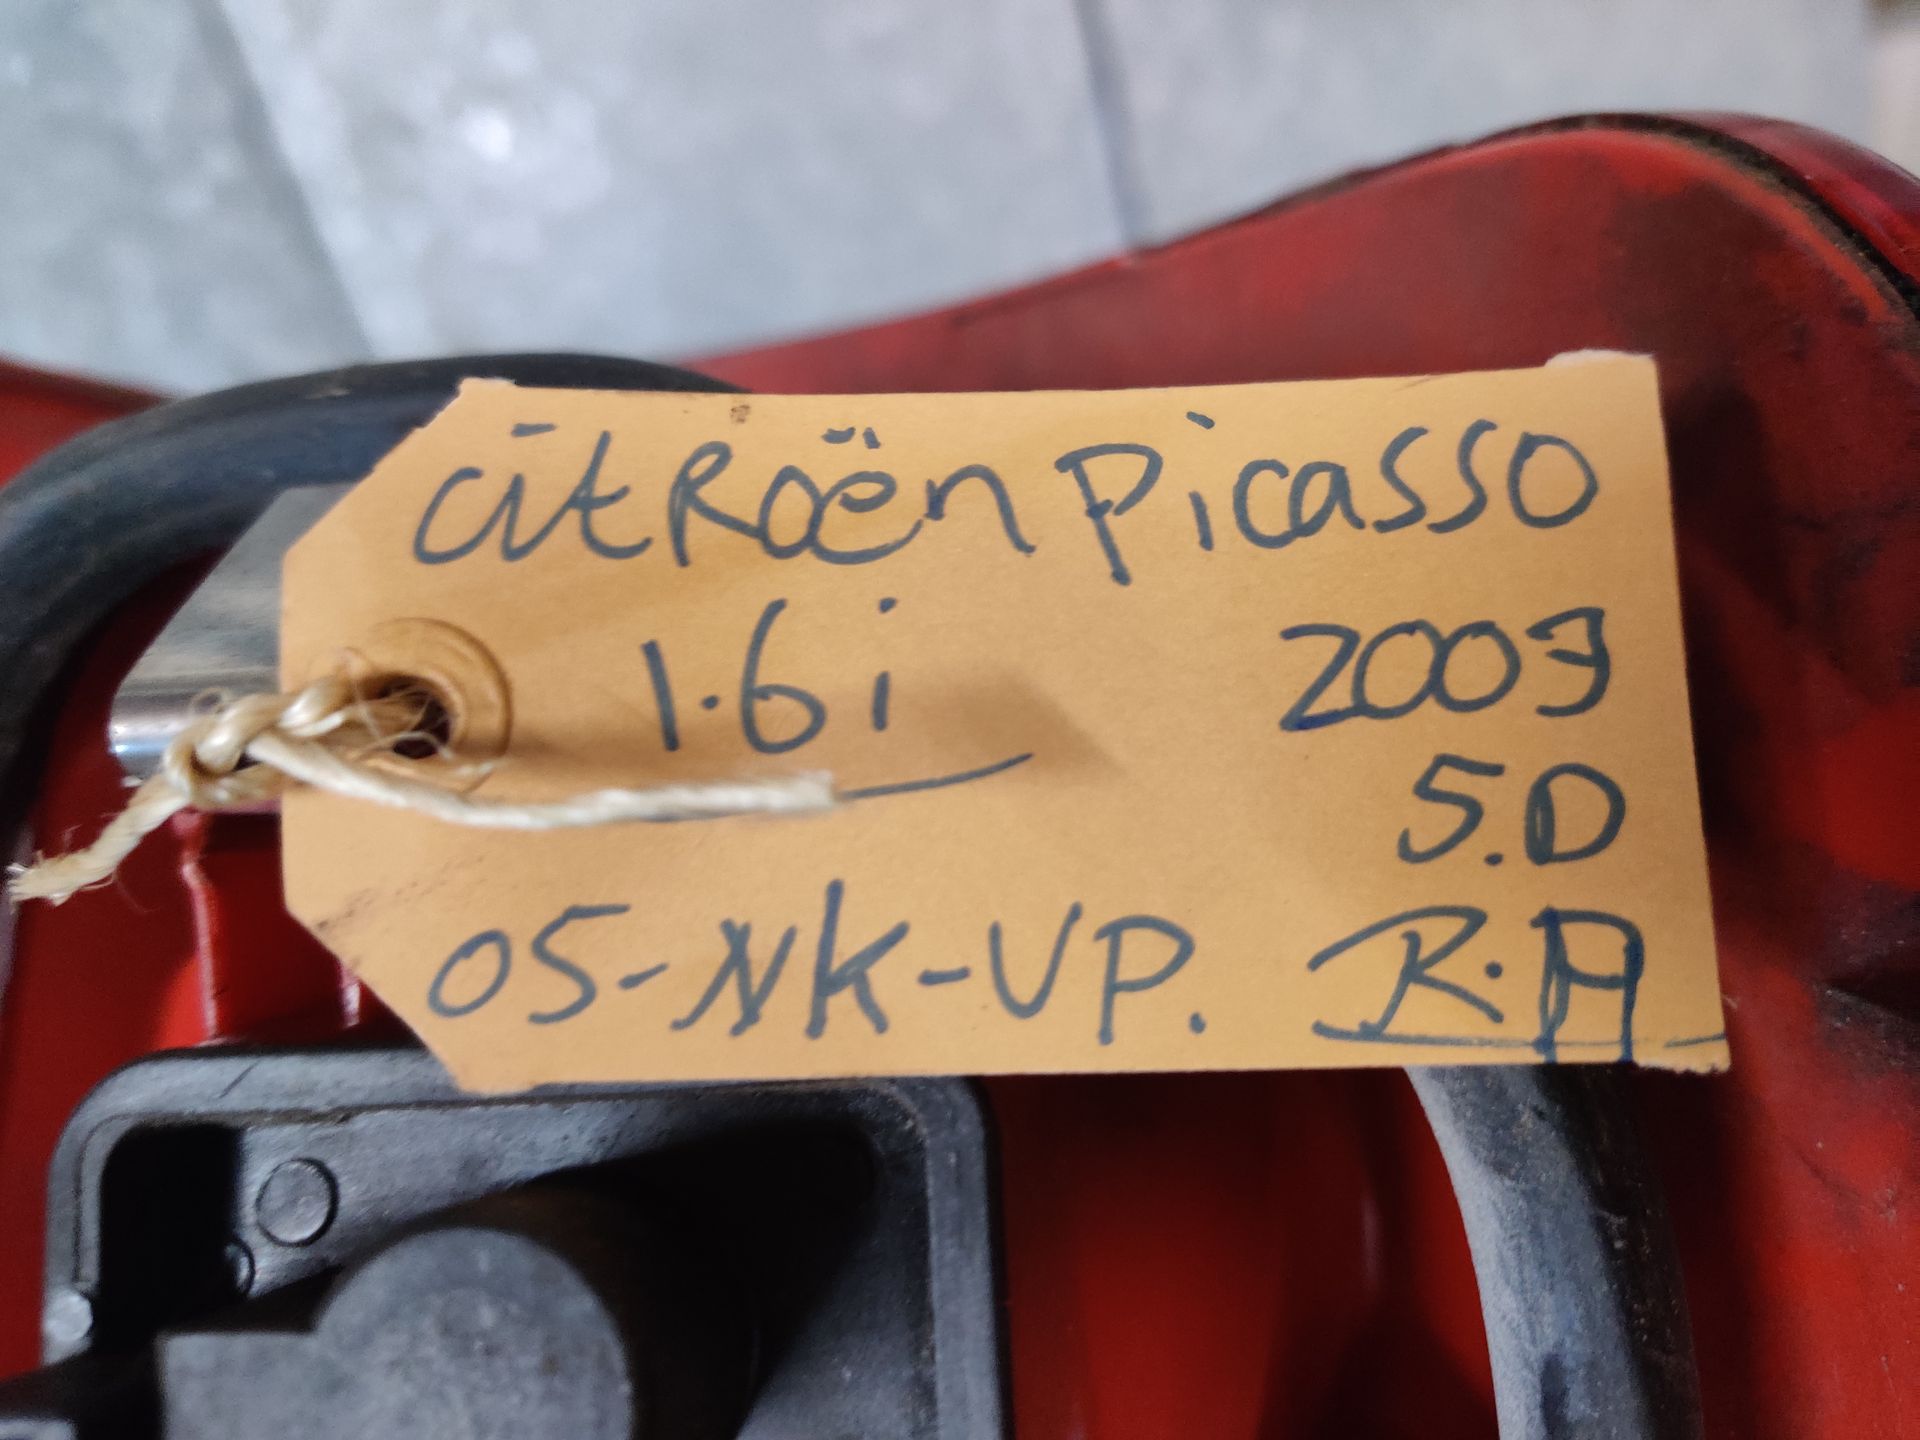 Citroën Picasso
1.6i 2003
5.D
05-NK-VP. R.A